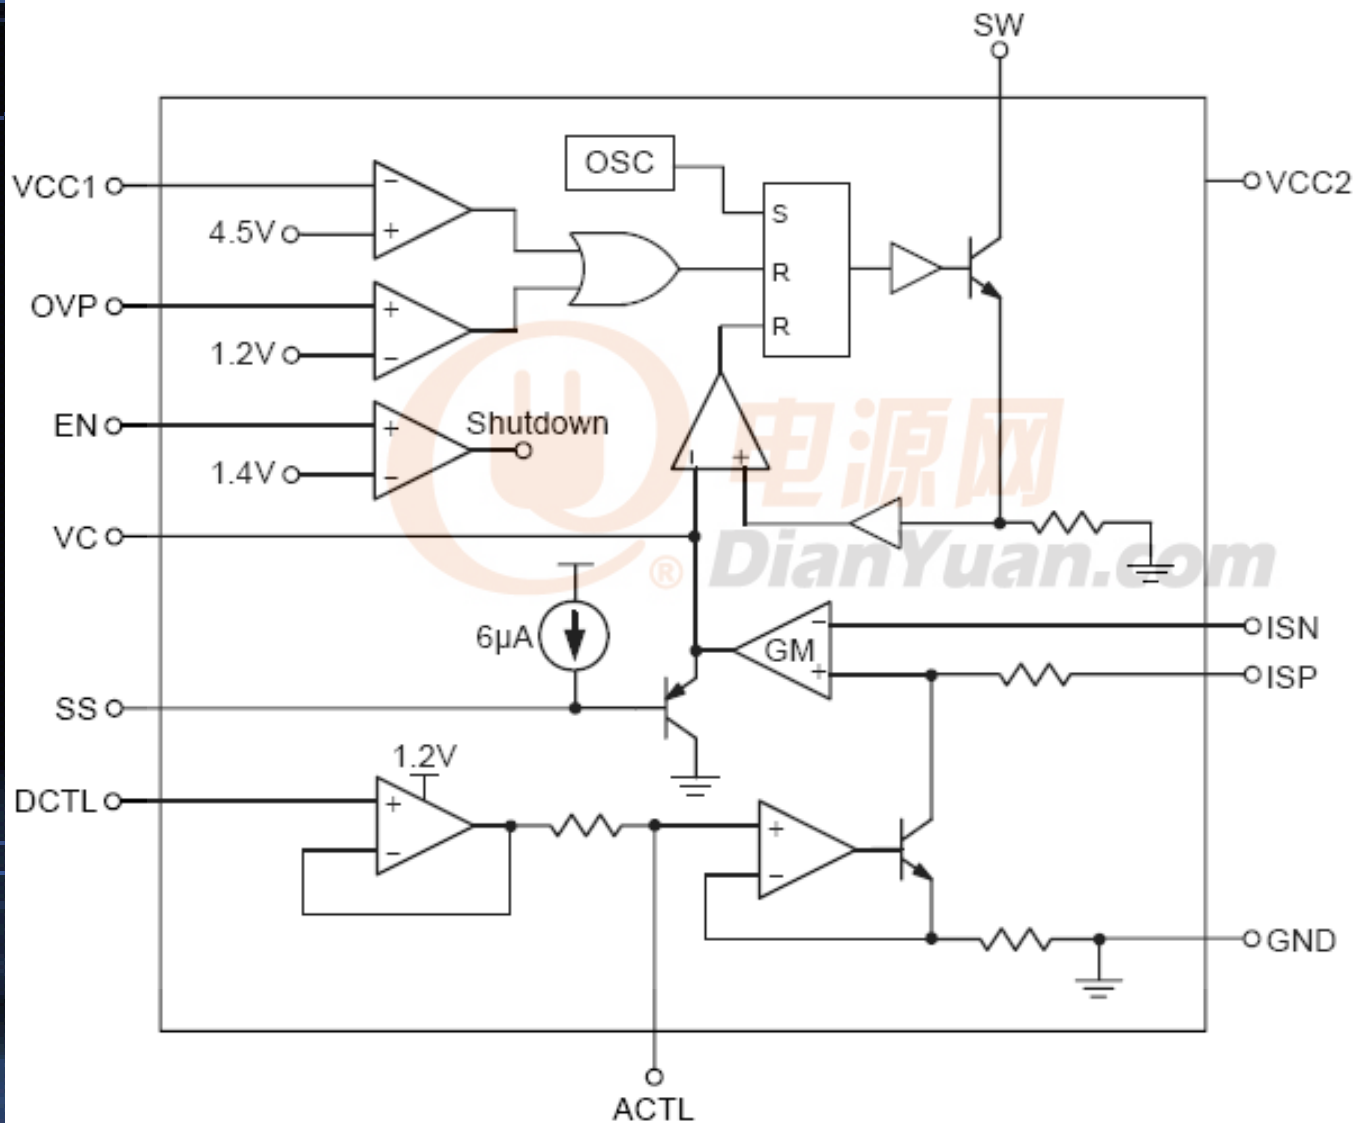 SW
VCC1
4.5V
OSC
S
R
R
VCC2
OVP
1.2V
EN
1.4V
Shutdown
VC
电源网
® DianYuan.com
6µA
GM
ISN
ISP
SS
1.2V
DCTL
GND
ACTL